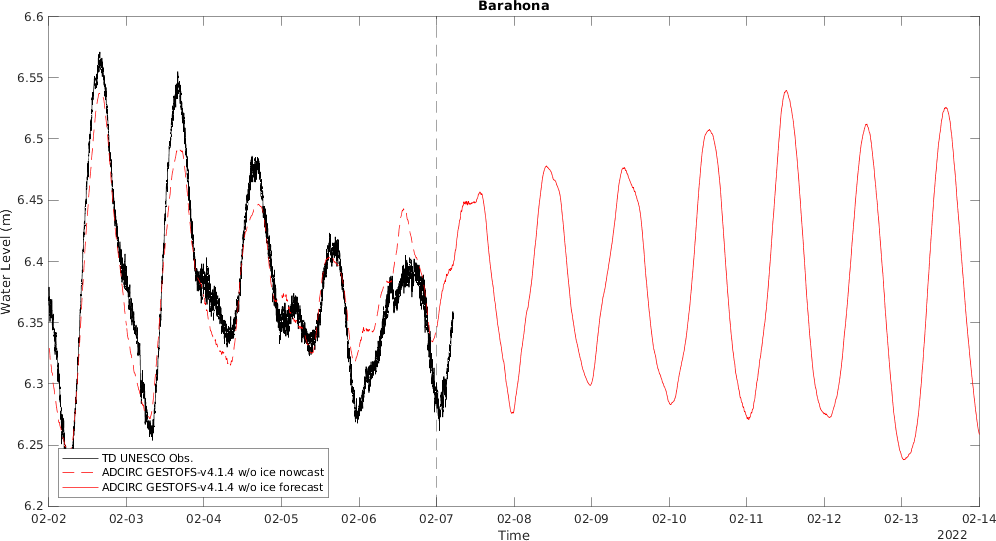 Barahona
6.6
6.55
6.5
6.45
6.4
6.35
6.3
6.25
6.2
Water Level (m)
TD UNESCO Obs.
ADCIRC GESTOFS-v4.1.4 w/o ice nowcast
ADCIRC GESTOFS-v4.1.4 w/o ice forecast
02-02 02-03 02-04 02-05 02-06 02-07 02-08 02-09 02-10 02-11 02-12 02-13 02-14
Time
2022